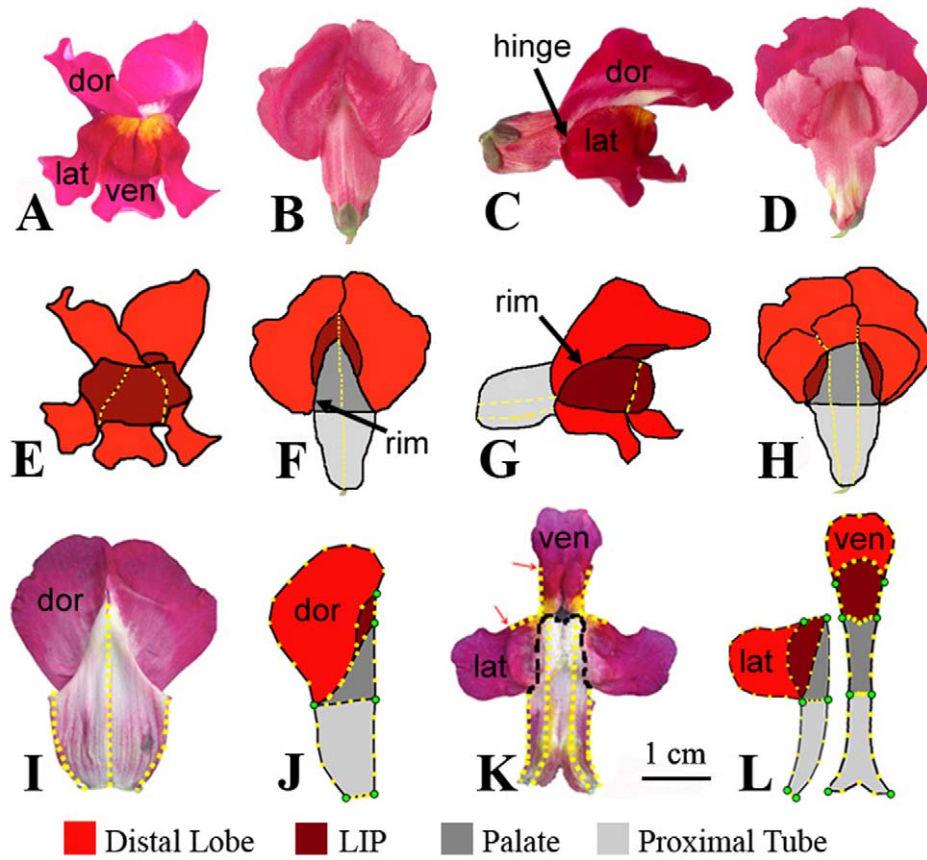 dor
lat
ven
A
B
hinge
dor
lat
C
D
E
rim
F
rim
G
H
dor
I
dor
J
ven
lat
K
1 cm
ven
lat
L
Distal Lobe LIP Palate Proximal Tube